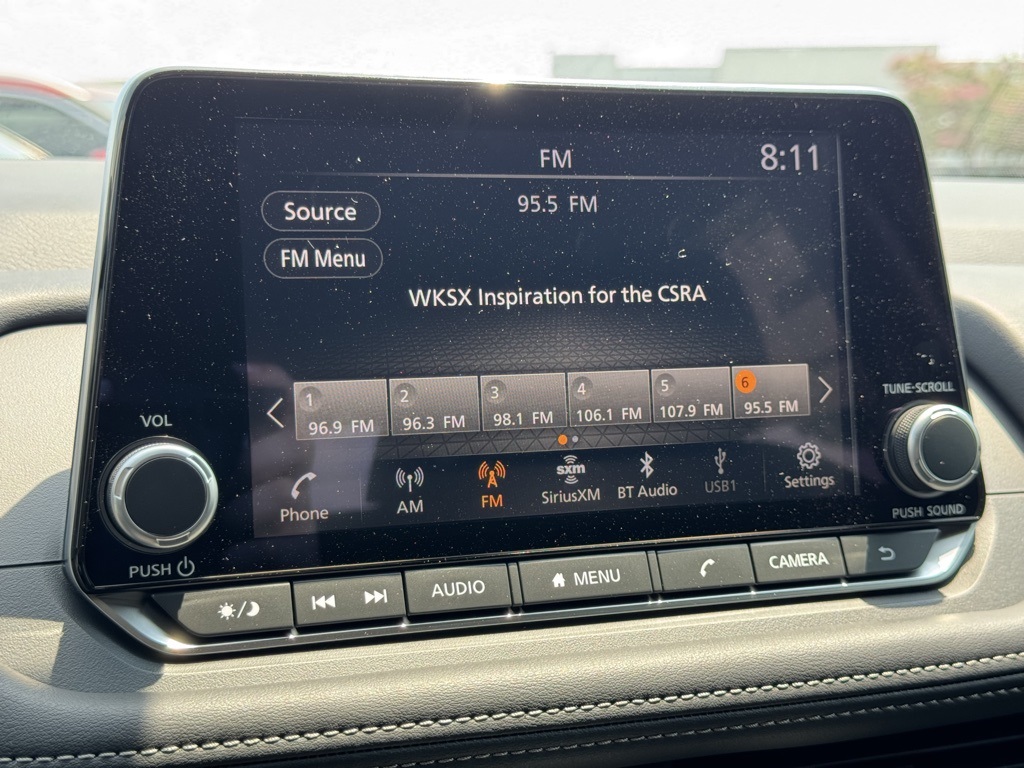 FM
8:11
Source
95.5 FM
FM Menu
WKSX Inspiration for the CSRA
1 96.9 FM
2 96.3 FM
3 98.1 FM
4 106.1 FM
5 107.9 FM
6 95.5 FM
VOL
TUNE·SCROLL
Phone
AM
FM
sxm
SiriusXM
BT Audio
USB1
Settings
PUSH
PUSH SOUND
AUDIO
MENU
CAMERA